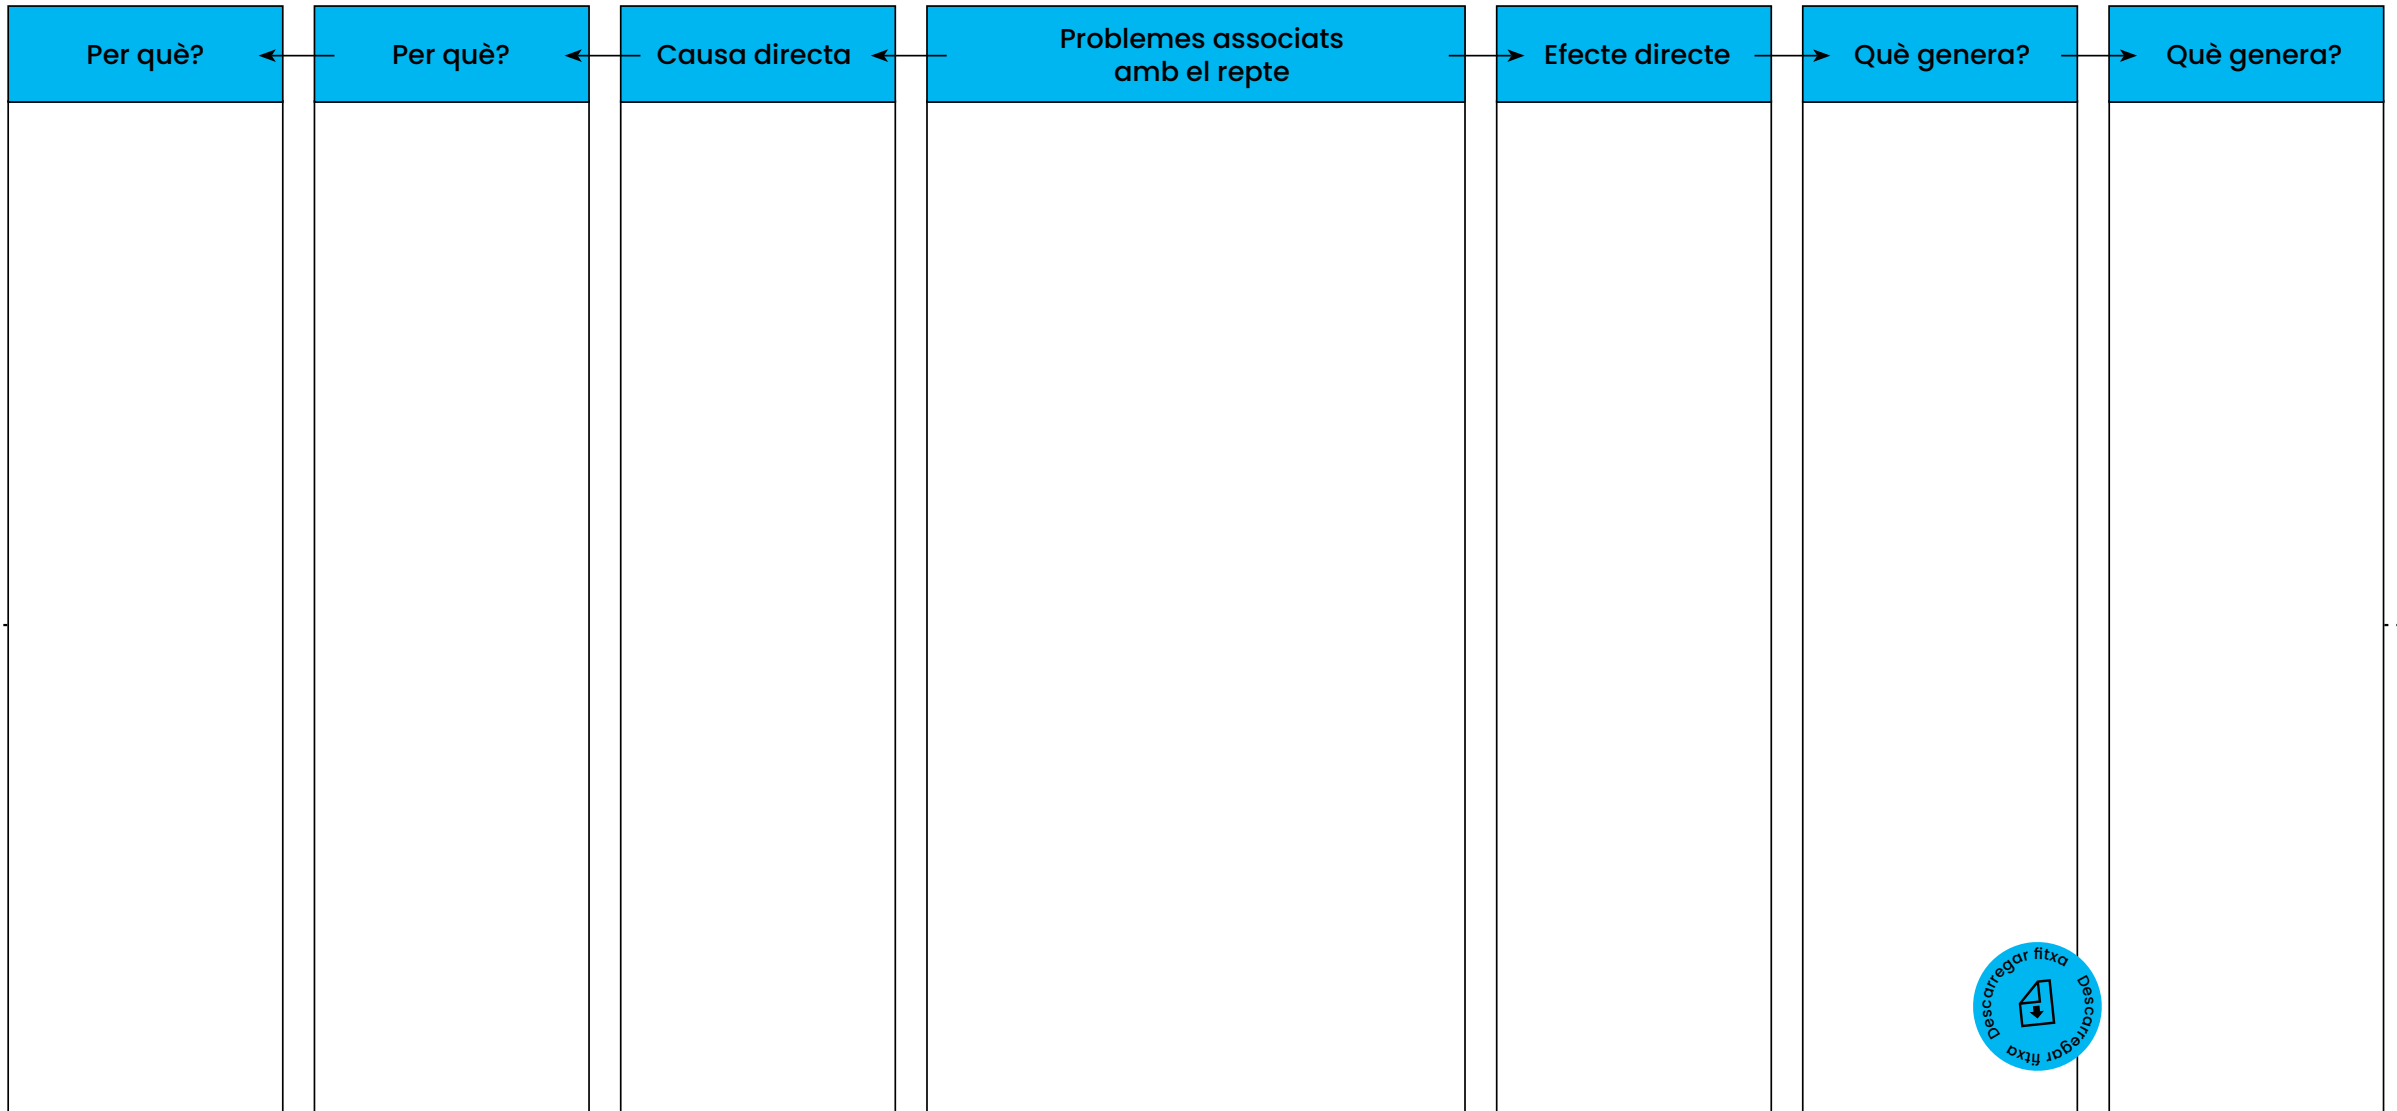 Per què?
Per què?
Causa directa
Problemes associats
amb el repte
Efecte directe
Què genera?
Què genera?
Descarregar fitxa
Descarregar fitxa